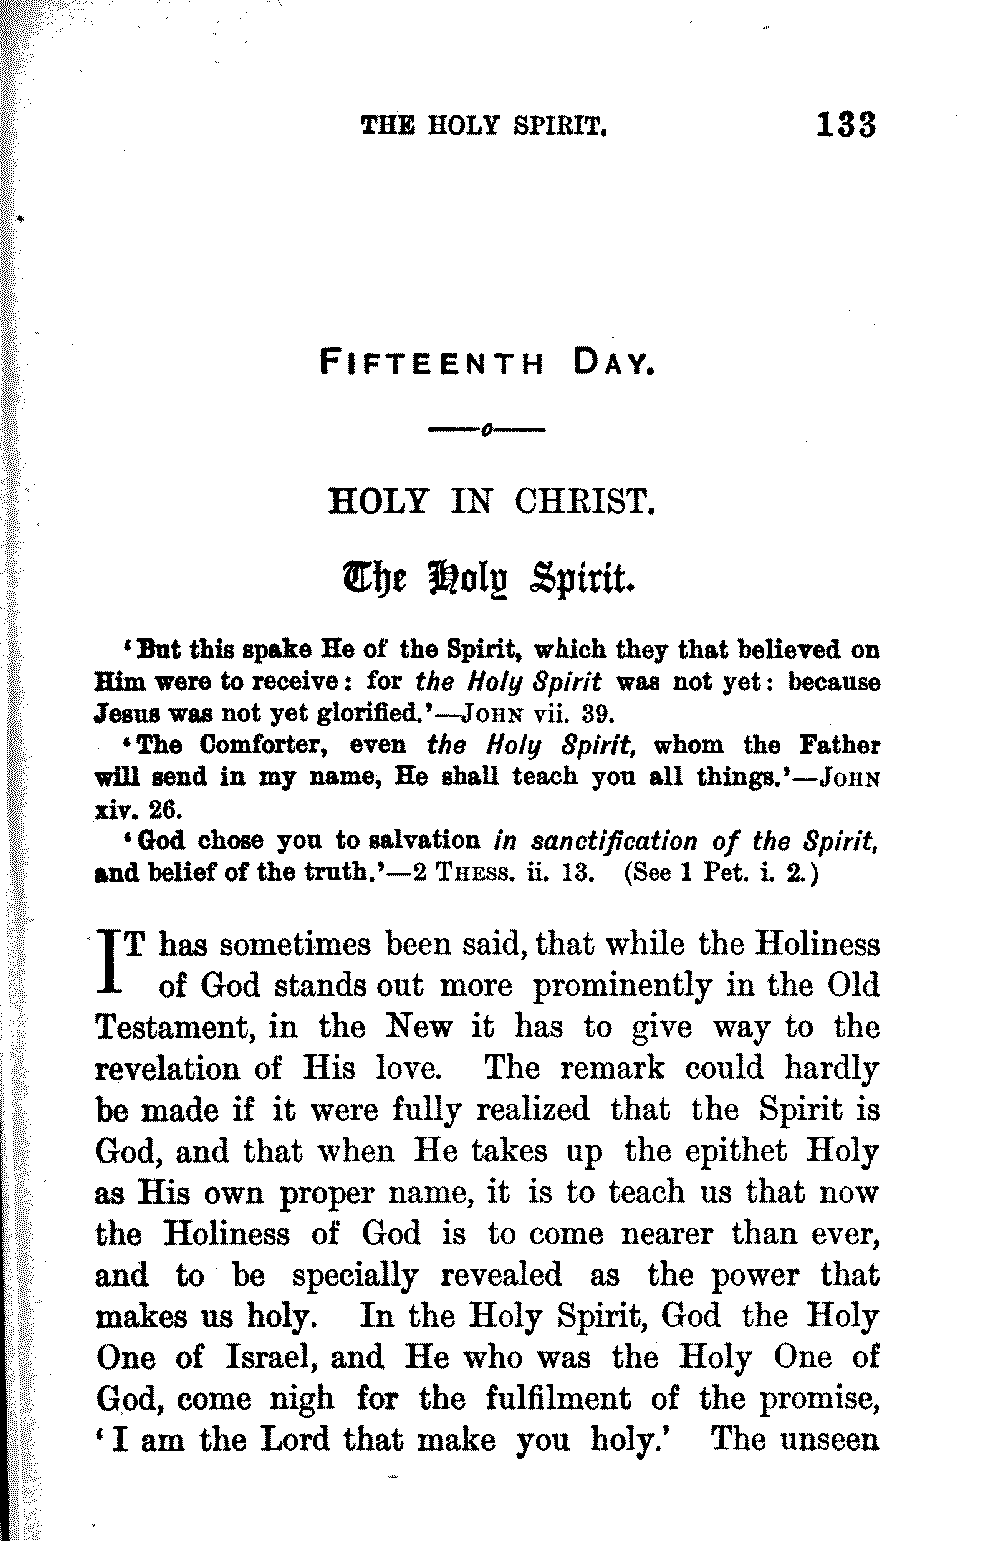 THE HOLY SPIRIT. 133
FIFTEENTH DAY.
HOLY IN CHRIST.
The Holy Spirit.
‘But this spake He of the Spirit, which they that believed on
Him were to receive: for the Holy Spirit was not yet: because
Jesus was not yet glorified.’—JOHN vii. 39.
‘The Comforter, even the Holy Spirit, whom the Father
will send in my name, He shall teach you all things.’—JOHN
xiv. 26.
‘God chose you to salvation in sanctification of the Spirit,
and belief of the truth.’—2 THESS. ii. 13. (See 1 Pet. i. 2.)
IT has sometimes been said, that while the Holiness
of God stands out more prominently in the Old
Testament, in the New it has to give way to the
revelation of His love. The remark could hardly
be made if it were fully realized that the Spirit is
God, and that when He takes up the epithet Holy
as His own proper name, it is to teach us that now
the Holiness of God is to come nearer than ever,
and to be specially revealed as the power that
makes us holy. In the Holy Spirit, God the Holy
One of Israel, and He who was the Holy One of
God, come nigh for the fulfilment of the promise,
‘I am the Lord that make you holy.’ The unseen